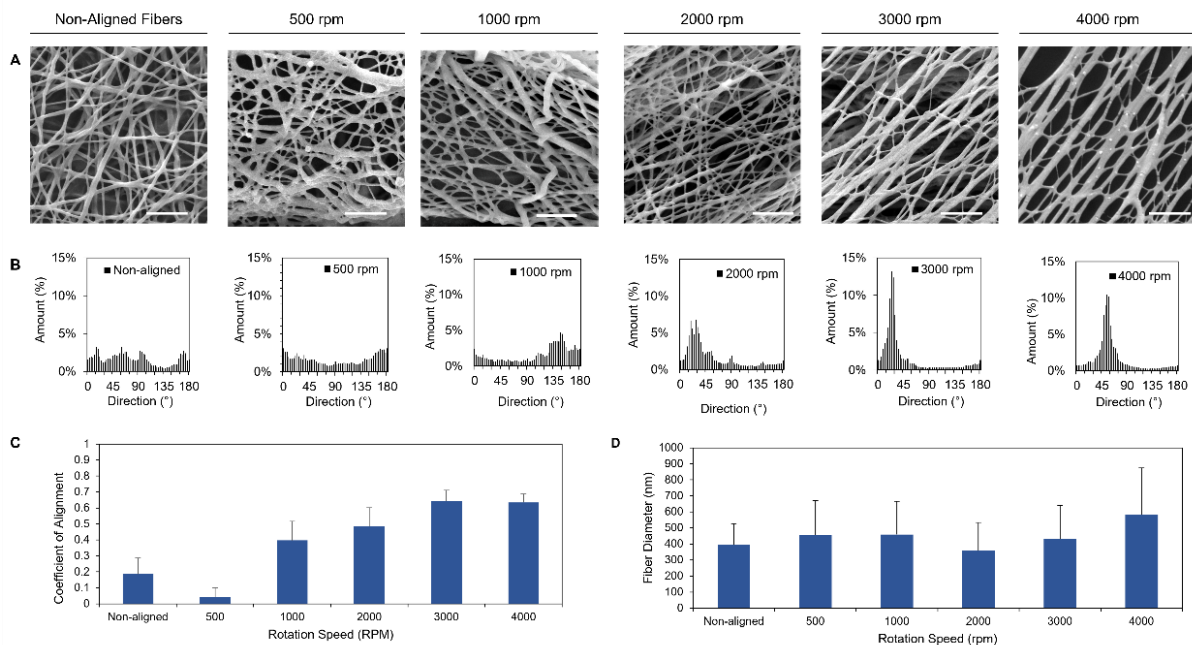 Non-Aligned Fibers 500 rpm 1000 rpm 2000 rpm 3000 rpm 4000 rpm
A
B
15% 10% 5% 0%
Amount (%)
Non-aligned
0 45 90 135 180
Direction (°)
15% 10% 5% 0%
Amount (%)
500 rpm
0 45 90 135 180
Direction (°)
15% 10% 5% 0%
Amount (%)
1000 rpm
0 45 90 135 180
Direction (°)
15% 10% 5% 0%
Amount (%)
2000 rpm
0 45 90 135 180
Direction (°)
15% 10% 5% 0%
Amount (%)
3000 rpm
0 45 90 135 180
Direction (°)
15% 10% 5% 0%
Amount (%)
4000 rpm
0 45 90 135 180
Direction (°)
C
Coefficient of Alignment
1
0.9
0.8
0.7
0.6
0.5
0.4
0.3
0.2
0.1
0
Non-aligned 500 1000 2000 3000 4000
Rotation Speed (RPM)
D
Fiber Diameter (nm)
1000
900
800
700
600
500
400
300
200
100
0
Non-aligned 500 1000 2000 3000 4000
Rotation Speed (rpm)